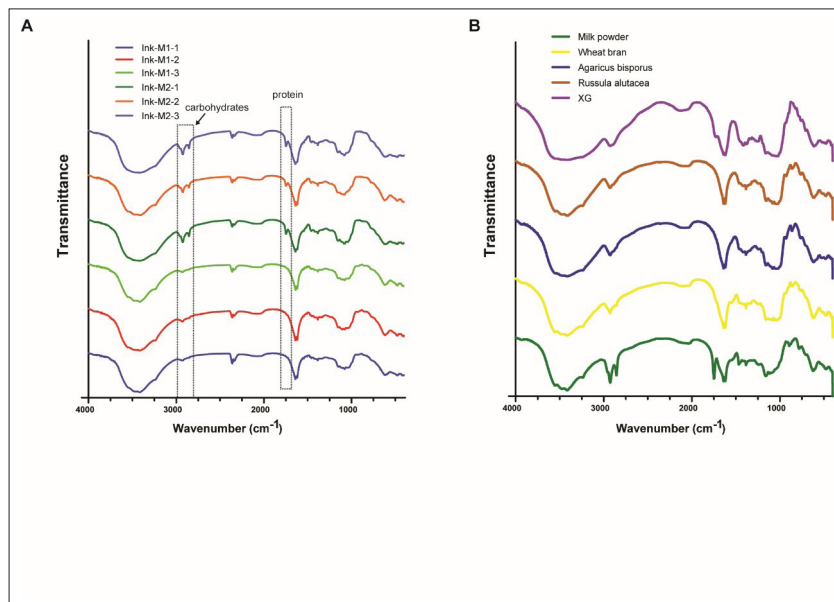 A
Ink-M1-1
Ink-M1-2
Ink-M1-3
Ink-M2-1
Ink-M2-2
Ink-M2-3
carbohydrates
protein
Transmittance
4000 3000 2000 1000
Wavenumber (cm-1)
B
Milk powder
Wheat bran
Agaricus bisporus
Russula alutacea
XG
Transmittance
4000 3000 2000 1000
Wavenumber (cm-1)